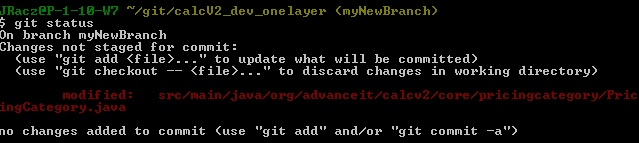 JRacz@P-1-10-W7 ~/git/calcV2_dev_onelayer (myNewBranch)
$ git status
On branch myNewBranch
Changes not staged for commit:
  (use "git add <file>..." to update what will be committed)
  (use "git checkout -- <file>..." to discard changes in working directory)
        modified:   src/main/java/org/advanceit/calcv2/core/pricingcategory/Pric
ingCategory.java
no changes added to commit (use "git add" and/or "git commit -a")